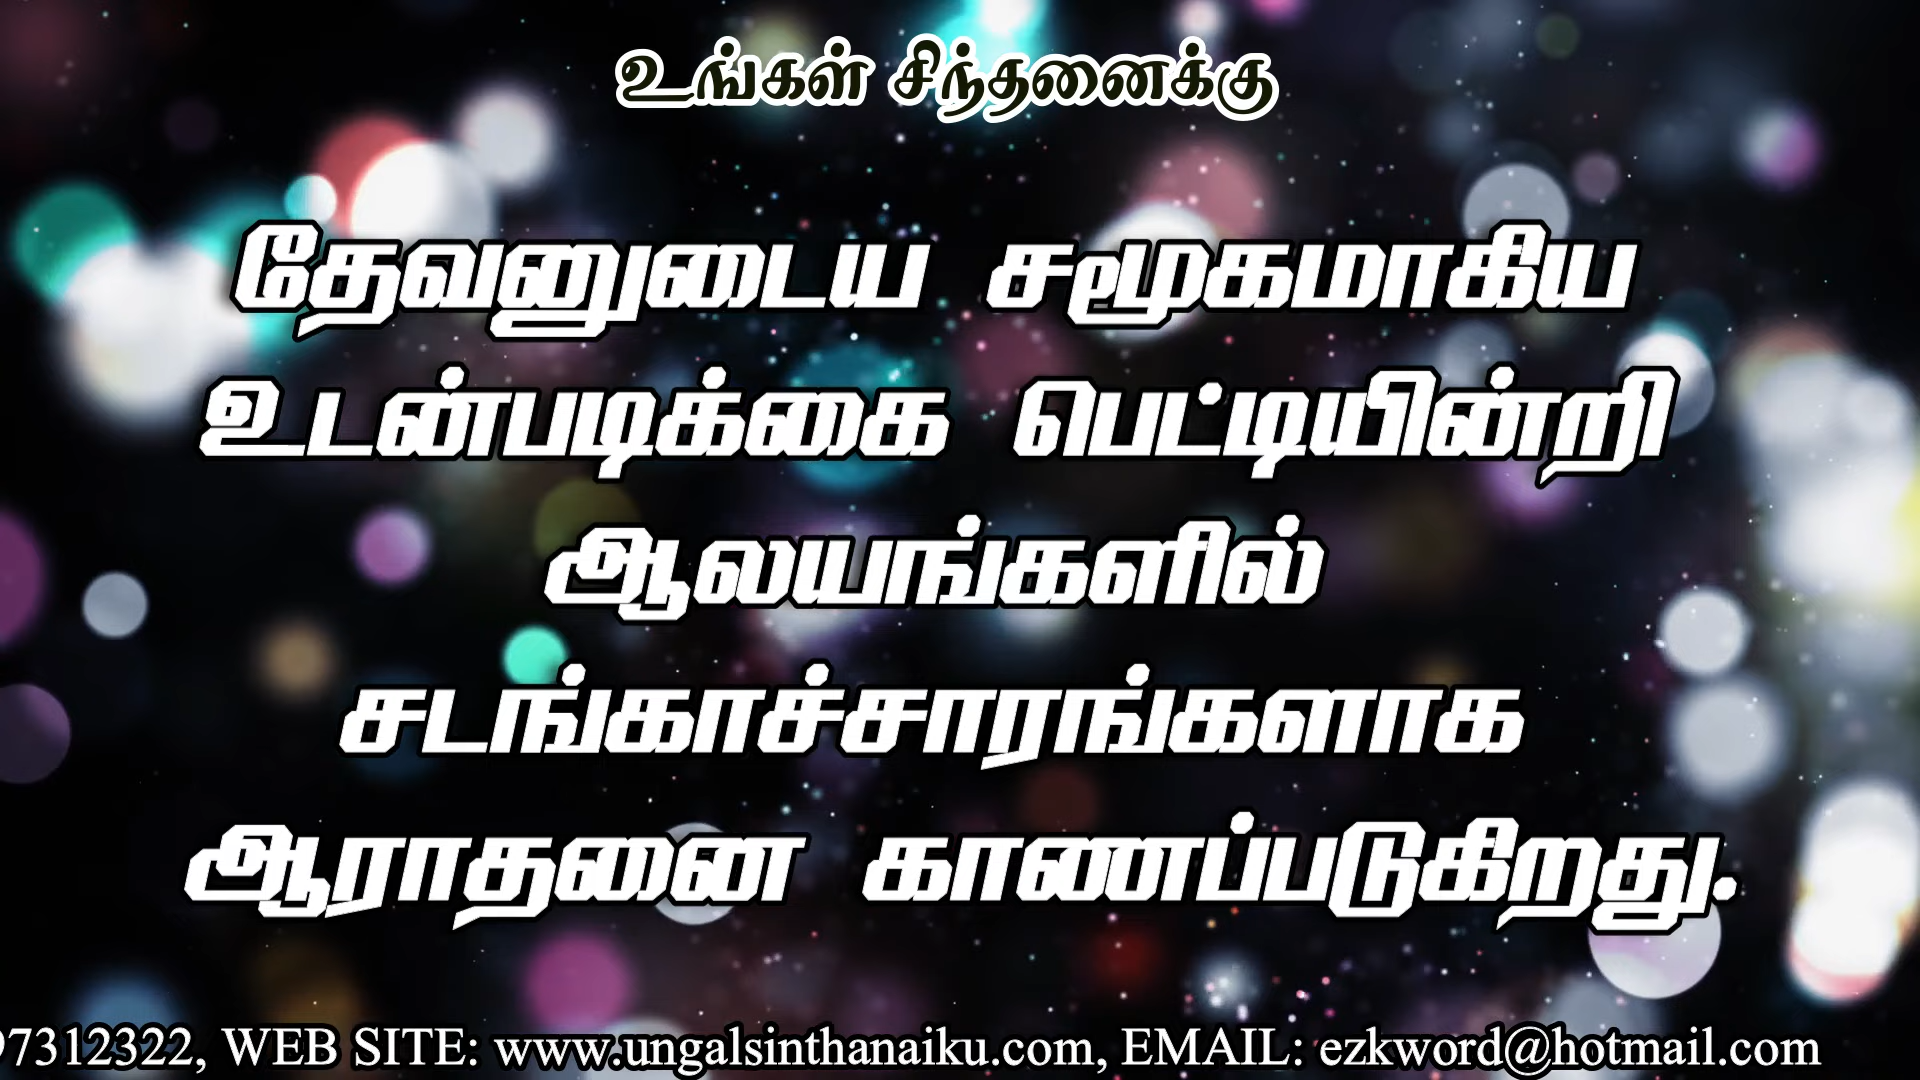 உங்கள் சிந்தனைக்கு
தேவனுடைய சமூகமாகிய
உடன்படிக்கை பெட்டியின்றி
ஆலயங்களில்
சடங்காச்சாரங்களாக
ஆராதனை காணப்படுகிறது.
97312322, WEB SITE: www.ungalsinthanaiku.com, EMAIL: ezkword@hotmail.com